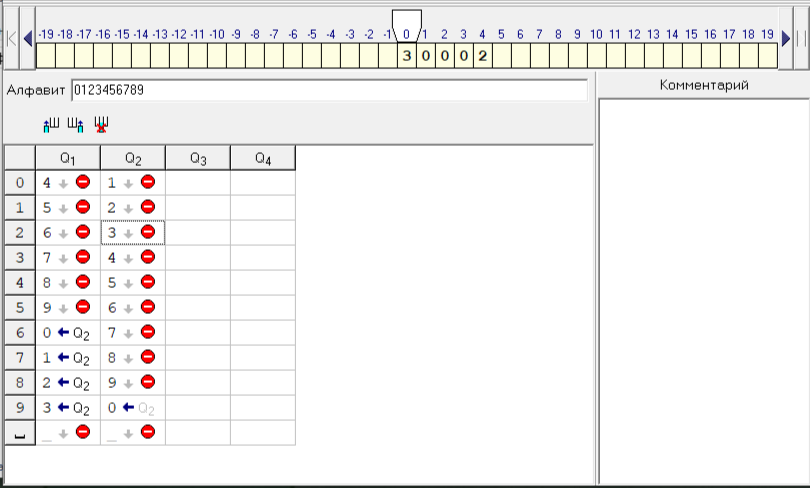 -19 -18 -17 -16 -15 -14 -13 -12 -11 -10 -9 -8 -7 -6 -5 -4 -3 -2 -1 0 1 2 3 4 5 6 7 8 9 10 11 12 13 14 15 16 17 18 19
3 0 0 0 2
Алфавит 0123456789
Комментарий
Q1 Q2 Q3 Q4
0 4 1
1 5 2
2 6 3
3 7 4
4 8 5
5 9 6
6 0 Q2 7
7 1 Q2 8
8 2 Q2 9
9 3 Q2 0 Q2
_ _